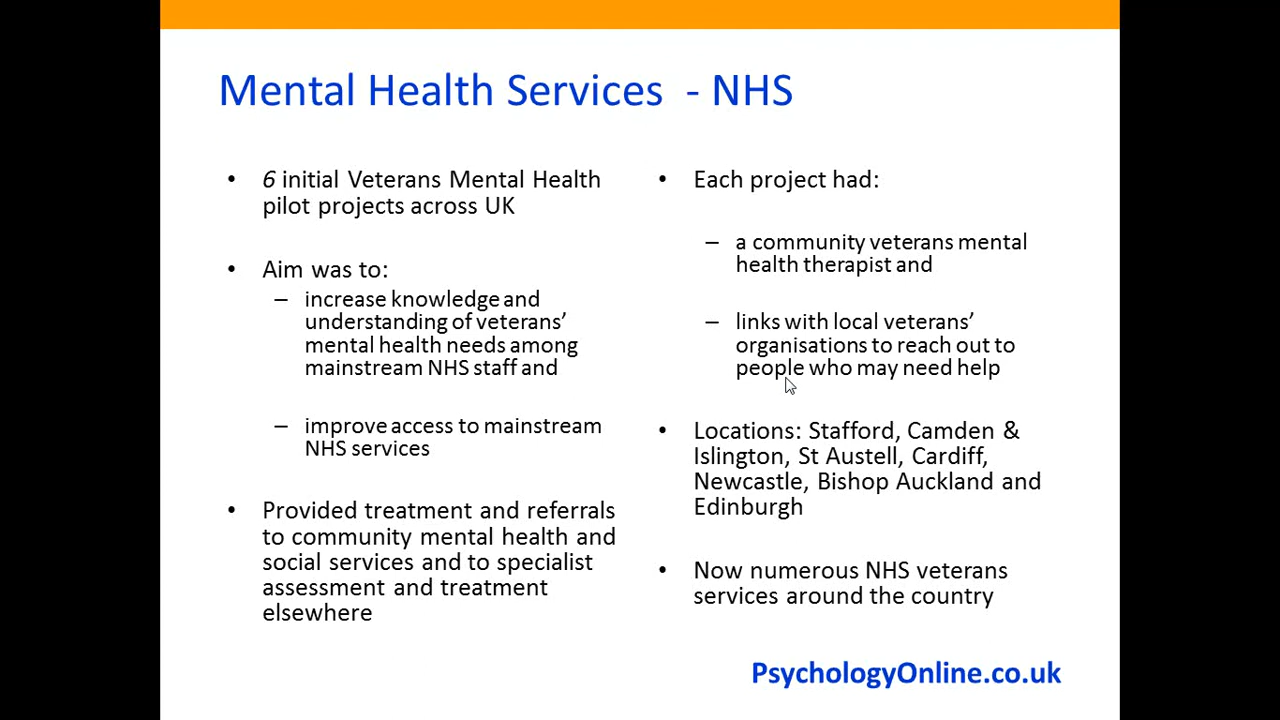 Mental Health Services - NHS
• 6 initial Veterans Mental Health
pilot projects across UK
• Aim was to:
– increase knowledge and
understanding of veterans’
mental health needs among
mainstream NHS staff and
– improve access to mainstream
NHS services
• Provided treatment and referrals
to community mental health and
social services and to specialist
assessment and treatment
elsewhere
• Each project had:
– a community veterans mental
health therapist and
– links with local veterans’
organisations to reach out to
people who may need help
• Locations: Stafford, Camden &
Islington, St Austell, Cardiff,
Newcastle, Bishop Auckland and
Edinburgh
• Now numerous NHS veterans
services around the country
PsychologyOnline.co.uk